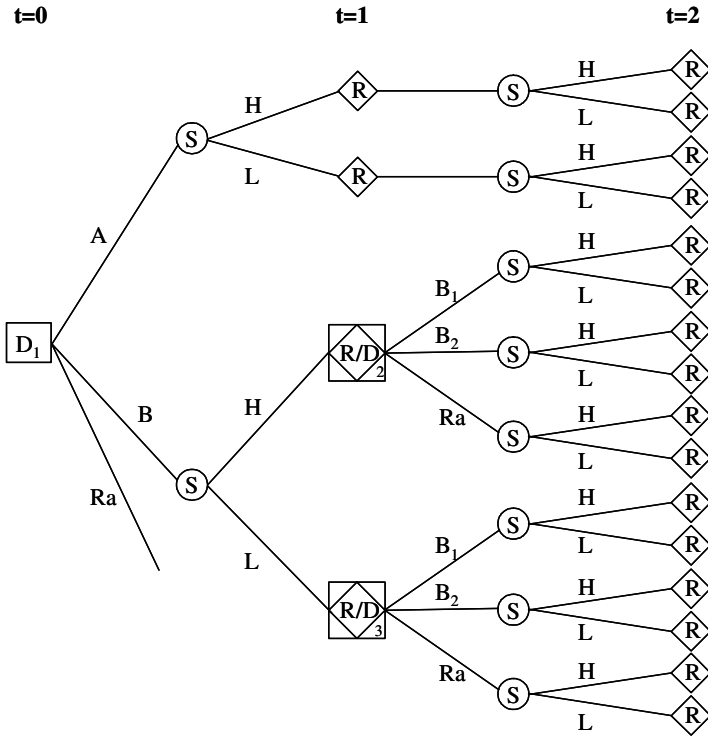 t=0 t=1 t=2
H R
H R S
S L R
L R S H R
L R
A
H R
S
B₁ L R
D₁ R/D₂ B₂ S H R
L R
B H Ra H R
S
L R
Ra S
H R
L B₁ S
L R
R/D₃ B₂ S H R
L R
Ra H R
S
L R